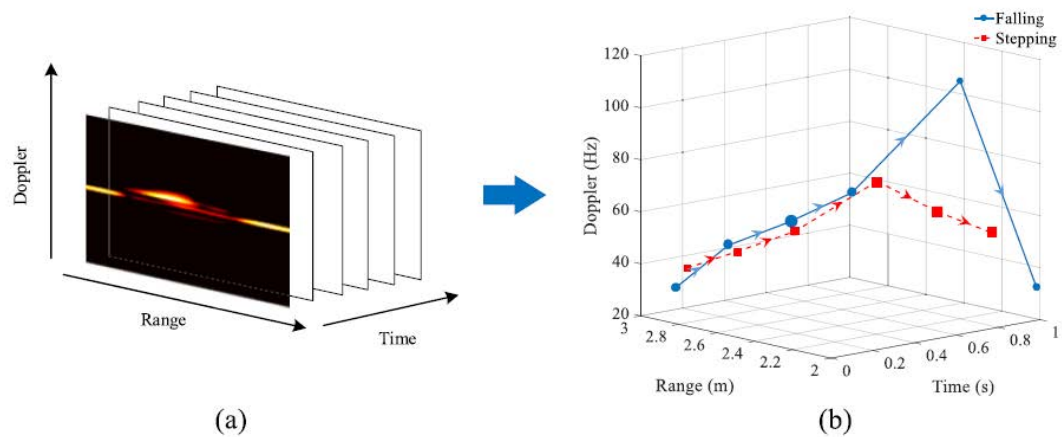 Doppler
Range
Time
(a)
Falling
Stepping
120
100
80
60
40
20
Doppler (Hz)
3
2.8
2.6
2.4
2.2
2
Range (m)
0
0.2
0.4
0.6
0.8
1
Time (s)
(b)